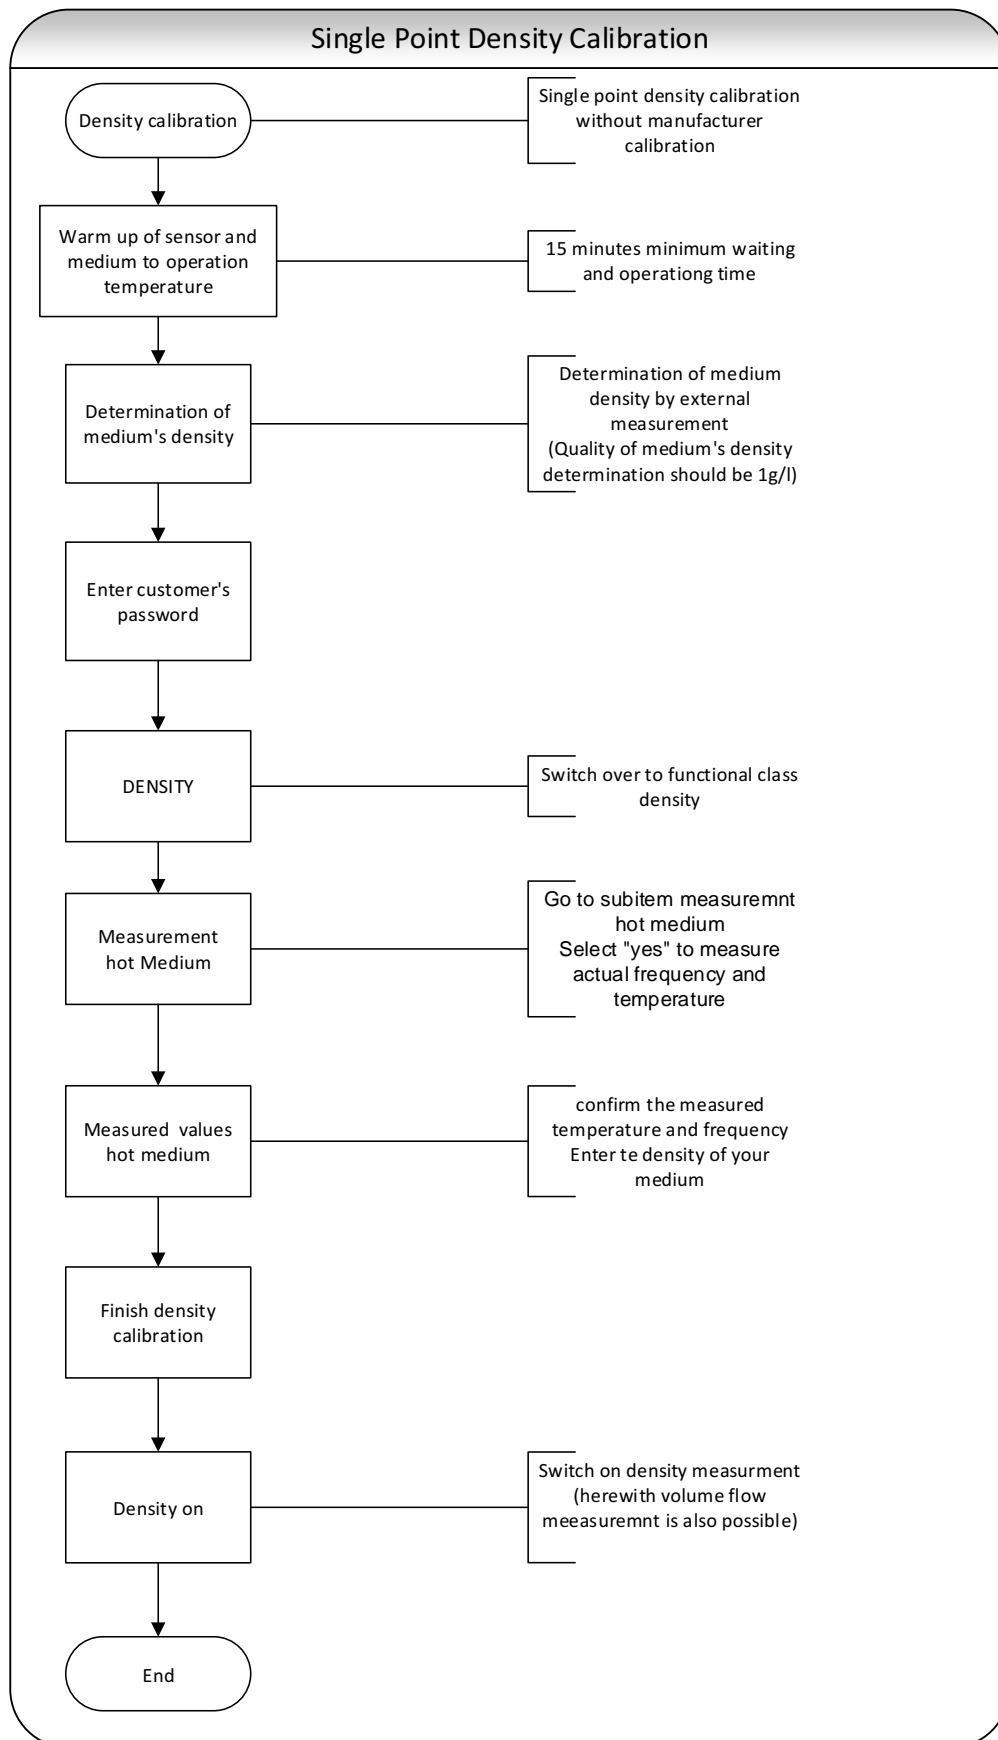 Single Point Density Calibration
Density calibration
Single point density calibration
without manufacturer
calibration
Warm up of sensor and
medium to operation
temperature
15 minutes minimum waiting
and operationg time
Determination of
medium's density
Determination of medium
density by external
measurement
(Quality of medium's density
determination should be 1g/l)
Enter customer's
password
DENSITY
Switch over to functional class
density
Measurement
hot Medium
Go to subitem measuremnt
hot medium
Select "yes" to measure
actual frequency and
temperature
Measured values
hot medium
confirm the measured
temperature and frequency
Enter te density of your
medium
Finish density
calibration
Density on
Switch on density measurment
(herewith volume flow
meeasuremnt is also possible)
End